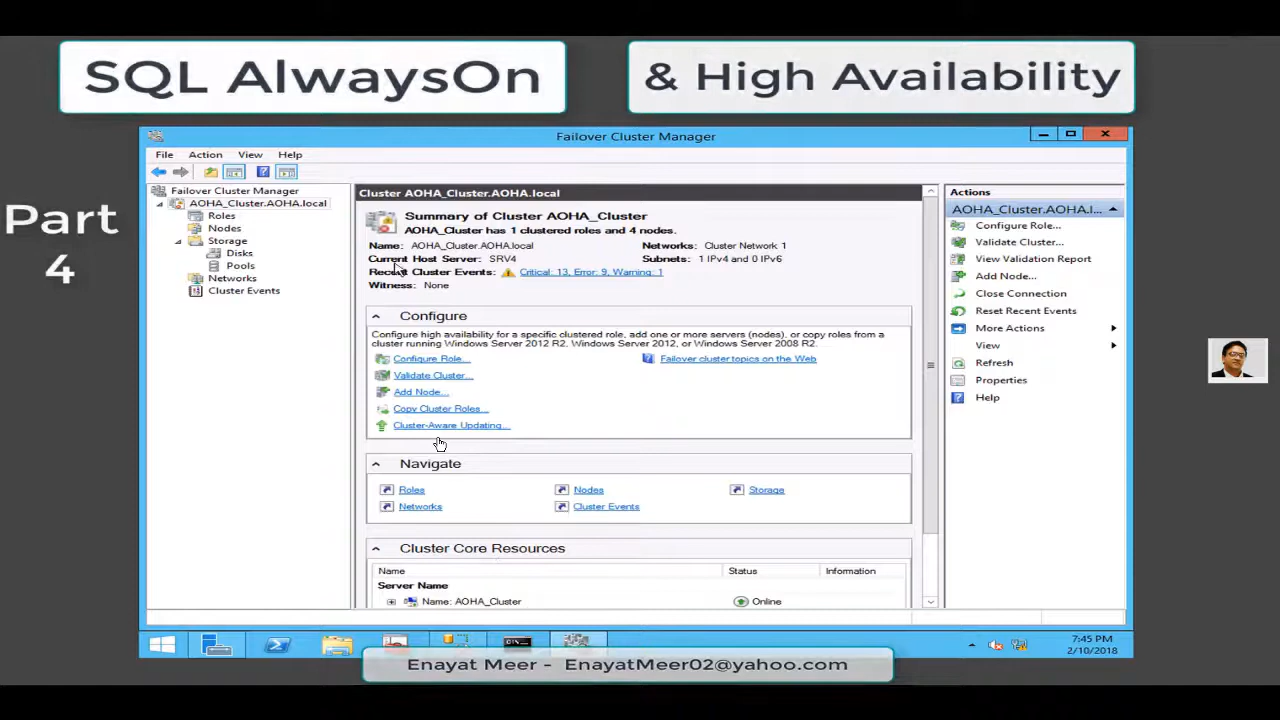 SQL AlwaysOn
& High Availability
Part
4
Failover Cluster Manager
File Action View Help
Failover Cluster Manager
AOHA_Cluster.AOHA.local
Roles
Nodes
Storage
Disks
Pools
Networks
Cluster Events
Cluster AOHA_Cluster.AOHA.local
Summary of Cluster AOHA_Cluster
AOHA_Cluster has 1 clustered roles and 4 nodes.
Name: AOHA_Cluster.AOHA.local Networks: Cluster Network 1
Current Host Server: SRV4 Subnets: 1 IPv4 and 0 IPv6
Recent Cluster Events: Critical: 13, Error: 9, Warning: 1
Witness: None
Configure
Configure high availability for a specific clustered role, add one or more servers (nodes), or copy roles from a
cluster running Windows Server 2012 R2, Windows Server 2012, or Windows Server 2008 R2.
Configure Role... Failover cluster topics on the Web
Validate Cluster...
Add Node...
Copy Cluster Roles...
Cluster-Aware Updating...
Navigate
Roles Nodes Storage
Networks Cluster Events
Cluster Core Resources
Name Status Information
Server Name
Name: AOHA_Cluster Online
Actions
AOHA_Cluster.AOHA.l...
Configure Role...
Validate Cluster...
View Validation Report
Add Node...
Close Connection
Reset Recent Events
More Actions
View
Refresh
Properties
Help
7:45 PM
2/10/2018
Enayat Meer - EnayatMeer02@yahoo.com